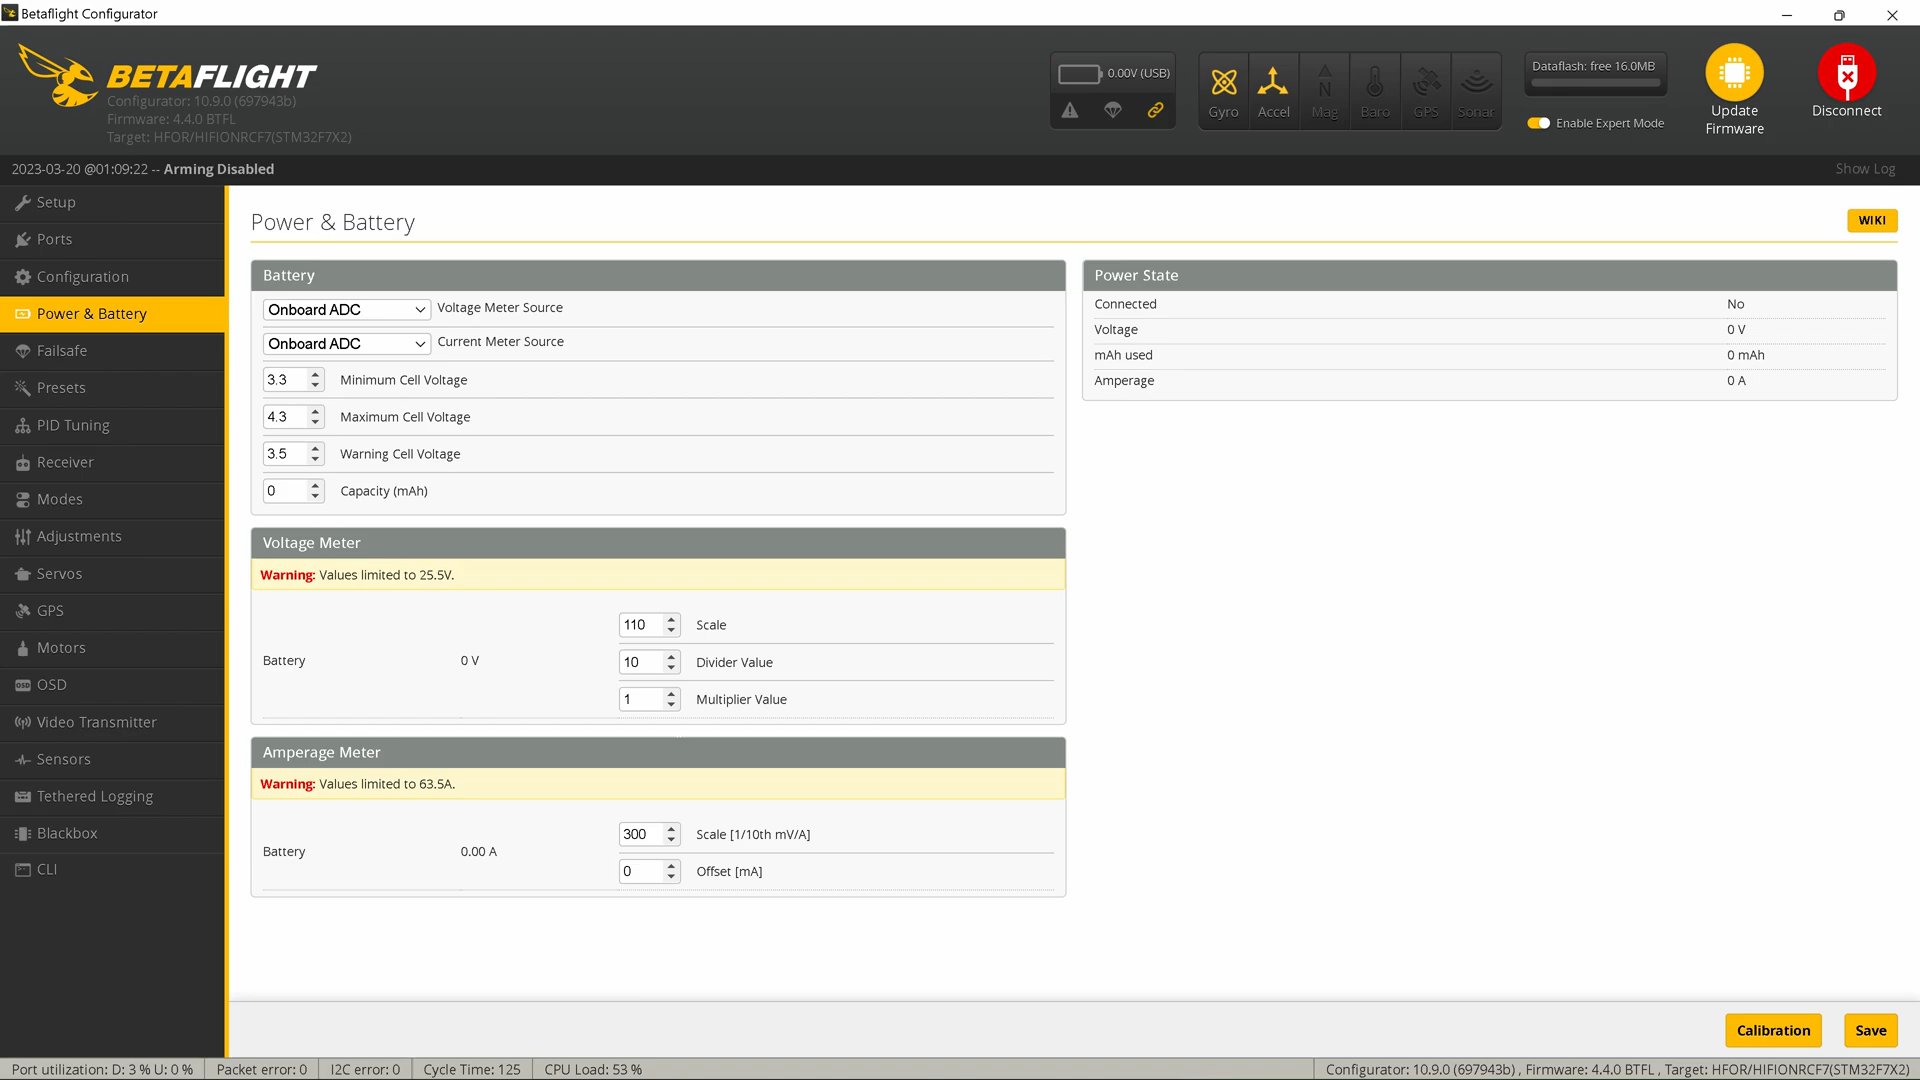 Betaflight Configurator
BETAFLIGHT
Configurator: 10.9.0 (697943b)
Firmware: 4.4.0 BTFL
Target: HFOR/HIFIONRCF7(STM32F7X2)
0.00V (USB)
Gyro
Accel
N
Mag
Baro
GPS
Sonar
Dataflash: free 16.0MB
Enable Expert Mode
Update
Firmware
Disconnect
2023-03-20 @01:09:22 -- Arming Disabled
Show Log
Setup
Ports
Configuration
Power & Battery
Failsafe
Presets
PID Tuning
Receiver
Modes
Adjustments
Servos
GPS
Motors
OSD
OSD
Video Transmitter
Sensors
Tethered Logging
Blackbox
CLI
Power & Battery
WIKI
Battery
Onboard ADC Voltage Meter Source
Onboard ADC Current Meter Source
3.3 Minimum Cell Voltage
4.3 Maximum Cell Voltage
3.5 Warning Cell Voltage
0 Capacity (mAh)
Voltage Meter
Warning: Values limited to 25.5V.
Battery 0 V
110 Scale
10 Divider Value
1 Multiplier Value
Amperage Meter
Warning: Values limited to 63.5A.
Battery 0.00 A
300 Scale [1/10th mV/A]
0 Offset [mA]
Power State
Connected No
Voltage 0 V
mAh used 0 mAh
Amperage 0 A
Calibration
Save
Port utilization: D: 3 % U: 0 %
Packet error: 0
I2C error: 0
Cycle Time: 125
CPU Load: 53 %
Configurator: 10.9.0 (697943b) , Firmware: 4.4.0 BTFL , Target: HFOR/HIFIONRCF7(STM32F7X2)